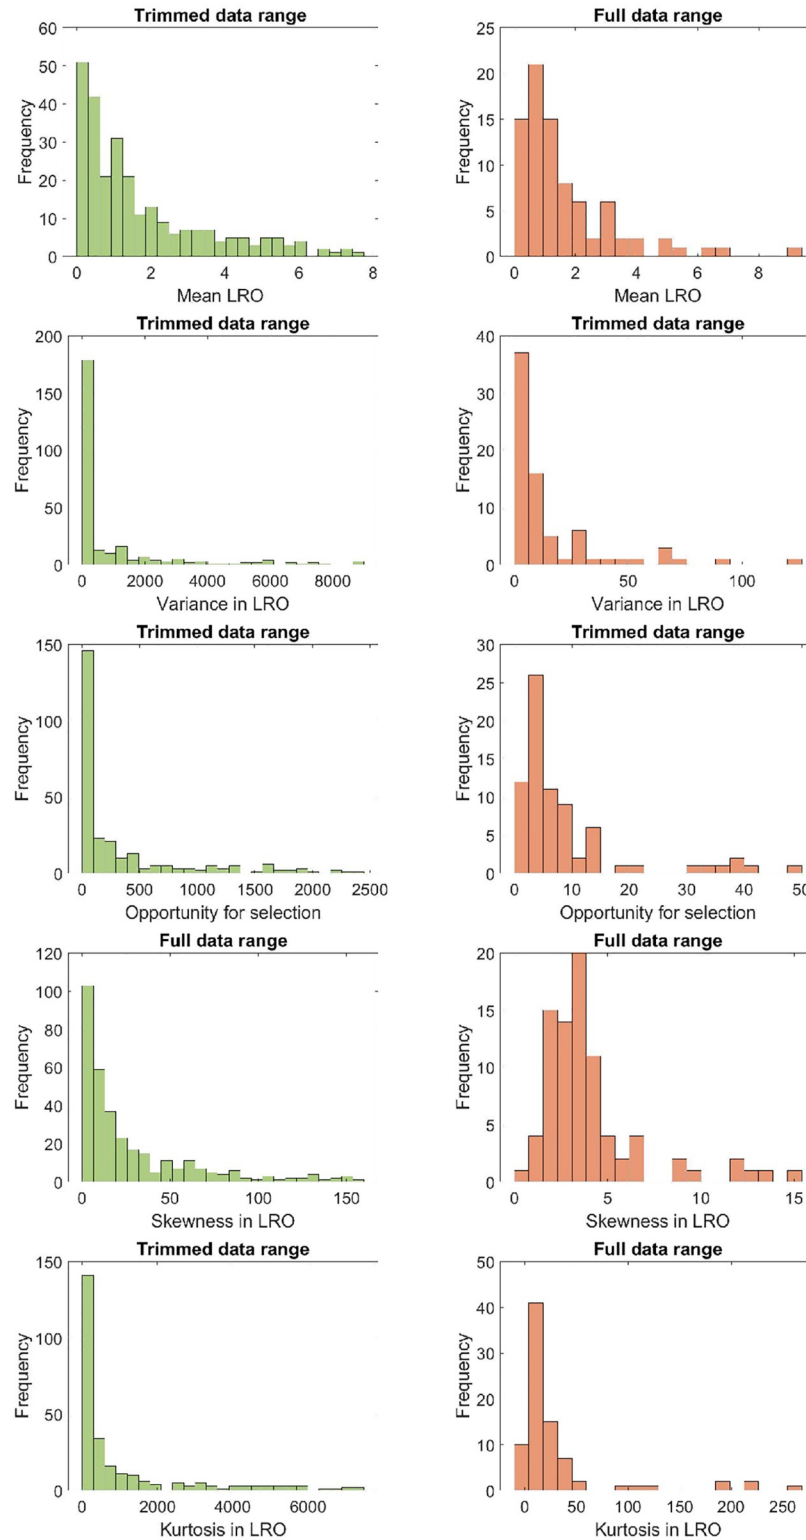 Trimmed data range
60
50
40
30
20
10
0
Frequency
0 2 4 6 8
Mean LRO
Full data range
25
20
15
10
5
0
Frequency
0 2 4 6 8
Mean LRO
Trimmed data range
200
150
100
50
0
Frequency
0 2000 4000 6000 8000
Variance in LRO
Trimmed data range
40
30
20
10
0
Frequency
0 50 100
Variance in LRO
Trimmed data range
150
100
50
0
Frequency
0 500 1000 1500 2000 2500
Opportunity for selection
Trimmed data range
30
25
20
15
10
5
0
Frequency
0 10 20 30 40 50
Opportunity for selection
Full data range
120
100
80
60
40
20
0
Frequency
0 50 100 150
Skewness in LRO
Full data range
20
15
10
5
0
Frequency
0 5 10 15
Skewness in LRO
Trimmed data range
150
100
50
0
Frequency
0 2000 4000 6000
Kurtosis in LRO
Full data range
50
40
30
20
10
0
Frequency
0 50 100 150 200 250
Kurtosis in LRO